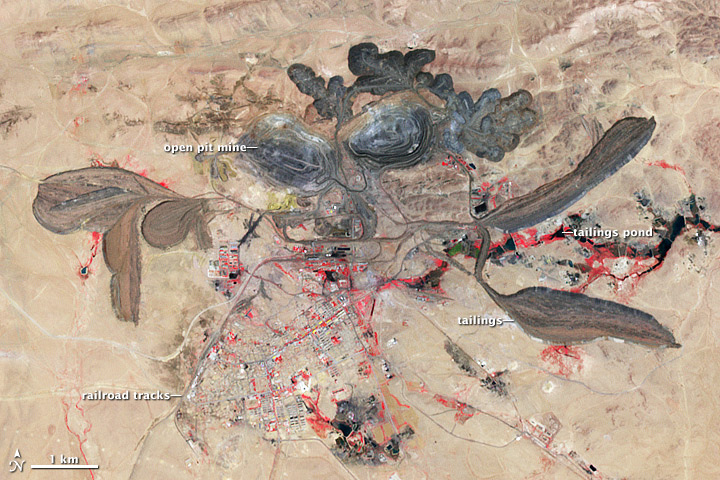 open pit mine
tailings pond
tailings
railroad tracks
N
1 km